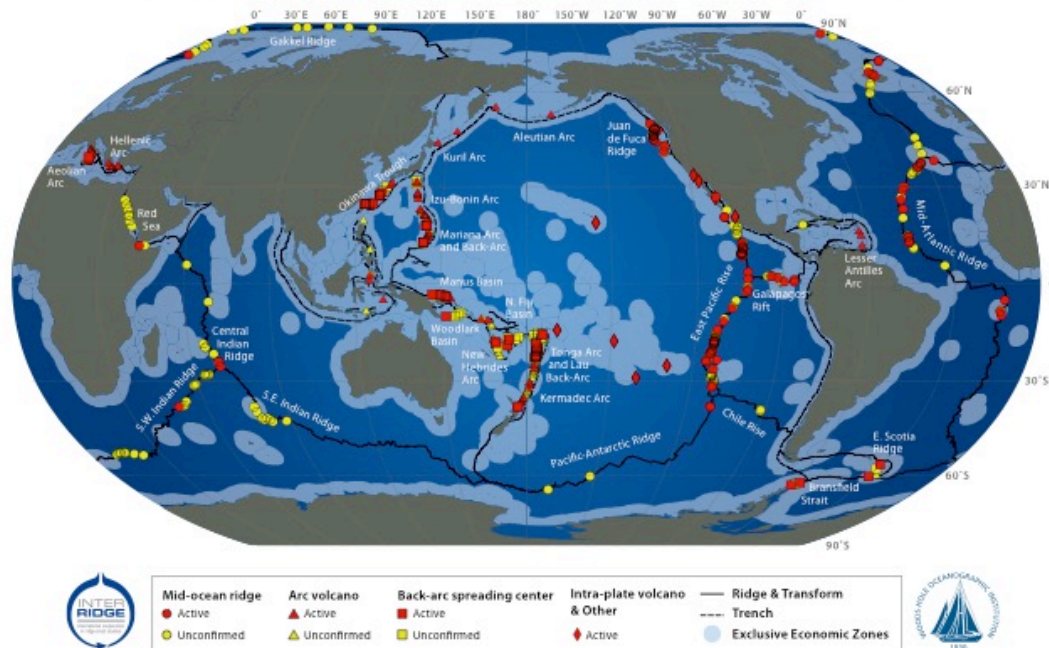 0° 30°E 60°E 90°E 120°E 150°E 180°W 150°W 120°W 90°W 60°W 30°W 0° 90°N
Gakkel Ridge
60°N
Hellenic
Arc
Aeolian
Arc
Aleutian Arc
Juan
de Fuca
Ridge
Kuril Arc
Okinawa Trough
30°N
Izu-Bonin Arc
Red
Sea
Mariana Arc
and Back-Arc
Mid-Atlantic Ridge
Lesser
Antilles
Arc
Manus Basin
N. Fiji
Basin
East Pacific Rise
Galapagos
Rift
Woodlark
Basin
Central
Indian
Ridge
New
Hebrides
Arc
Tonga Arc
and Lau
Back-Arc
30°S
S.W. Indian Ridge
S.E. Indian Ridge
Kermadec Arc
Chile Rise
Pacific-Antarctic Ridge
E. Scotia
Ridge
60°S
Bransfield
Strait
90°S
INTER
RIDGE
Mid-ocean ridge
Active
Unconfirmed
Arc volcano
Active
Unconfirmed
Back-arc spreading center
Active
Unconfirmed
Intra-plate volcano
& Other
Active
Ridge & Transform
Trench
Exclusive Economic Zones
WOODS HOLE OCEANOGRAPHIC INSTITUTION
1930